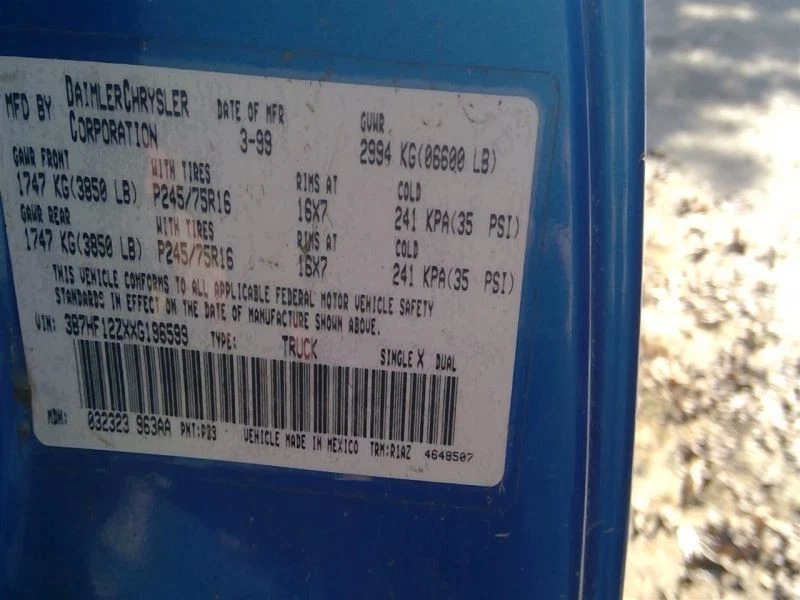 MFD BY DAIMLERCHRYSLER CORPORATION DATE OF MFR 3-99 GVWR 2994 KG(06600 LB)
GAWR FRONT WITH TIRES RIMS AT COLD
1747 KG(3850 LB) P245/75R16 16X7 241 KPA(35 PSI)
GAWR REAR WITH TIRES RIMS AT COLD
1747 KG(3850 LB) P245/75R16 16X7 241 KPA(35 PSI)
THIS VEHICLE CONFORMS TO ALL APPLICABLE FEDERAL MOTOR VEHICLE SAFETY
STANDARDS IN EFFECT ON THE DATE OF MANUFACTURE SHOWN ABOVE.
VIN: 3B7HF12ZXXG196599 TYPE: TRUCK SINGLE X DUAL
MDH: 032323 963AA PNT:PB3 VEHICLE MADE IN MEXICO TRM:R1AZ 4648507